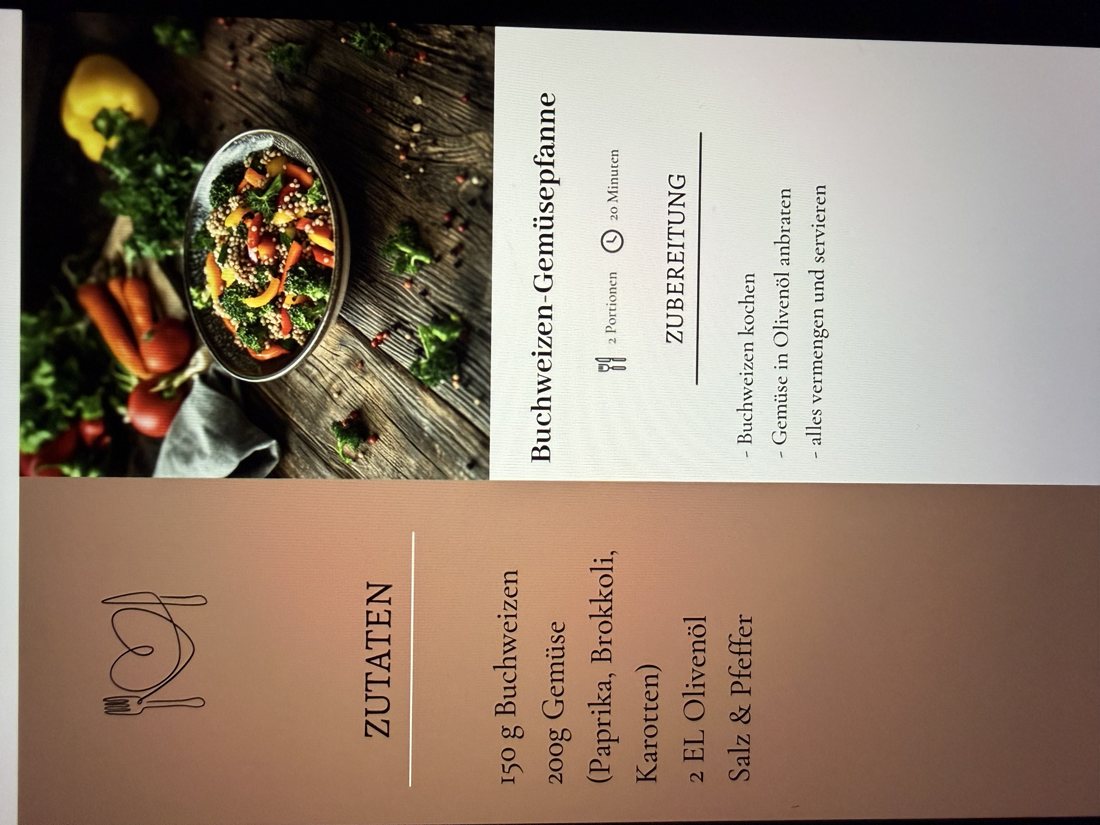 ZUTATEN
150 g Buchweizen
200g Gemüse
(Paprika, Brokkoli,
Karotten)
2 EL Olivenöl
Salz & Pfeffer
Buchweizen-Gemüsepfanne
2 Portionen 20 Minuten
ZUBEREITUNG
- Buchweizen kochen
- Gemüse in Olivenöl anbraten
- alles vermengen und servieren